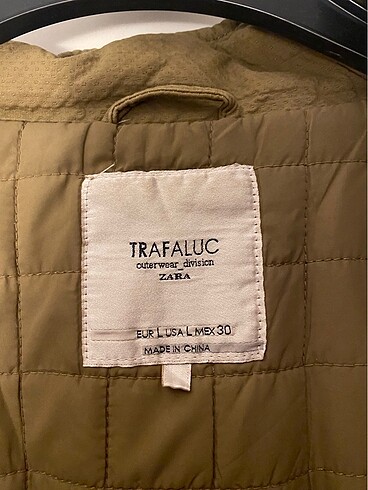 TRAFALUC
outerwear_division
ZARA
EUR L USA L MEX 30
MADE IN CHINA